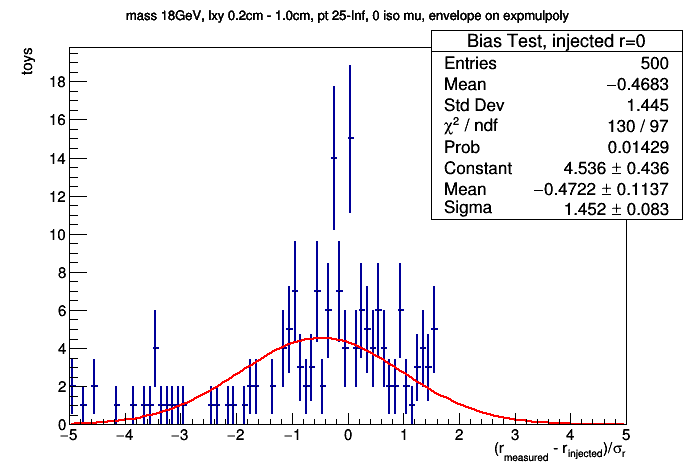 mass 18GeV, lxy 0.2cm - 1.0cm, pt 25-Inf, 0 iso mu, envelope on expmulpoly
Bias Test, injected r=0
Entries 500
Mean −0.4683
Std Dev 1.445
χ² / ndf 130 / 97
Prob 0.01429
Constant 4.536 ± 0.436
Mean −0.4722 ± 0.1137
Sigma 1.452 ± 0.083
toys
18
16
14
12
10
8
6
4
2
0
−5 −4 −3 −2 −1 0 1 2 3 4 5
(r_measured - r_injected)/σ_r